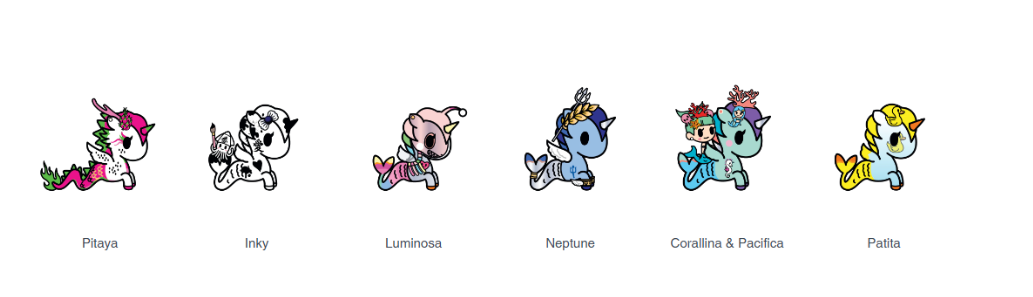 Pitaya
Inky
Luminosa
Neptune
Corallina & Pacifica
Patita